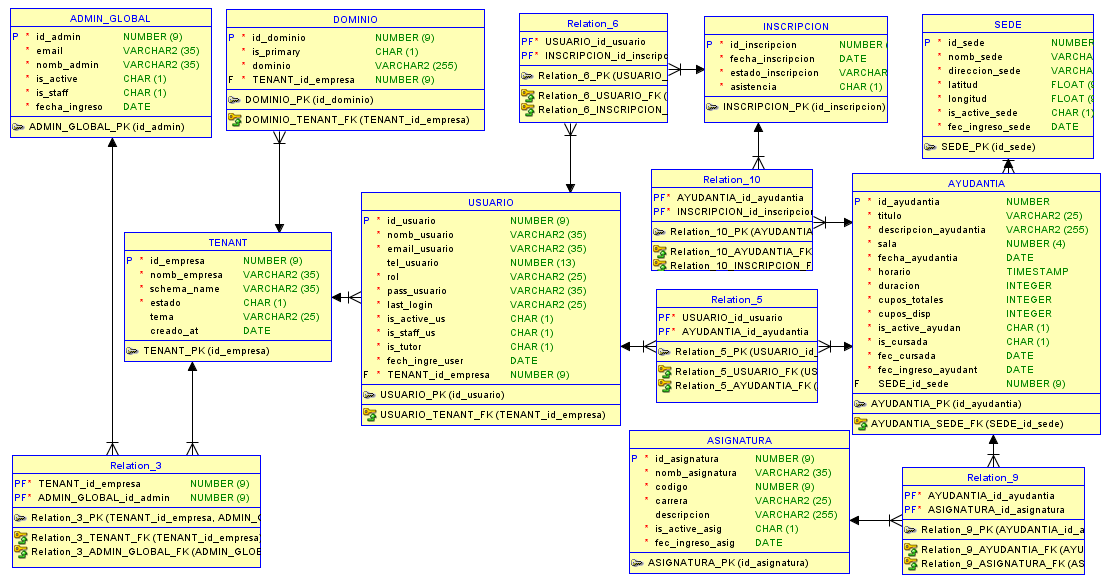 ADMIN_GLOBAL
P * id_admin NUMBER (9)
* email VARCHAR2 (35)
* nomb_admin VARCHAR2 (35)
* is_active CHAR (1)
* is_staff CHAR (1)
* fecha_ingreso DATE
ADMIN_GLOBAL_PK (id_admin)
DOMINIO
P * id_dominio NUMBER (9)
* is_primary CHAR (1)
* dominio VARCHAR2 (255)
F * TENANT_id_empresa NUMBER (9)
DOMINIO_PK (id_dominio)
DOMINIO_TENANT_FK (TENANT_id_empresa)
Relation_6
PF* USUARIO_id_usuario
PF* INSCRIPCION_id_inscripc
Relation_6_PK (USUARIO_
Relation_6_USUARIO_FK (
Relation_6_INSCRIPCION_
INSCRIPCION
P * id_inscripcion NUMBER
* fecha_inscripcion DATE
* estado_inscripcion VARCHAR
* asistencia CHAR (1)
INSCRIPCION_PK (id_inscripcion)
SEDE
P * id_sede NUMBER
* nomb_sede VARCHA
* direccion_sede VARCHA
* latitud FLOAT (
* longitud FLOAT (
* is_active_sede CHAR (1)
* fec_ingreso_sede DATE
SEDE_PK (id_sede)
TENANT
P * id_empresa NUMBER (9)
* nomb_empresa VARCHAR2 (35)
* schema_name VARCHAR2 (35)
* estado CHAR (1)
tema VARCHAR2 (25)
creado_at DATE
TENANT_PK (id_empresa)
USUARIO
P * id_usuario NUMBER (9)
* nomb_usuario VARCHAR2 (35)
* email_usuario VARCHAR2 (35)
tel_usuario NUMBER (13)
* rol VARCHAR2 (25)
* pass_usuario VARCHAR2 (35)
* last_login VARCHAR2 (25)
* is_active_us CHAR (1)
* is_staff_us CHAR (1)
* is_tutor CHAR (1)
* fech_ingre_user DATE
F * TENANT_id_empresa NUMBER (9)
USUARIO_PK (id_usuario)
USUARIO_TENANT_FK (TENANT_id_empresa)
Relation_10
PF* AYUDANTIA_id_ayudantia
PF* INSCRIPCION_id_inscripcion
Relation_10_PK (AYUDANTIA
Relation_10_AYUDANTIA_FK
Relation_10_INSCRIPCION_F
AYUDANTIA
P * id_ayudantia NUMBER
* titulo VARCHAR2 (25)
* descripcion_ayudantia VARCHAR2 (255)
* sala NUMBER (4)
* fecha_ayudantia DATE
* horario TIMESTAMP
* duracion INTEGER
* cupos_totales INTEGER
* cupos_disp INTEGER
* is_active_ayudan CHAR (1)
* is_cursada CHAR (1)
* fec_cursada DATE
* fec_ingreso_ayudant DATE
F SEDE_id_sede NUMBER (9)
AYUDANTIA_PK (id_ayudantia)
AYUDANTIA_SEDE_FK (SEDE_id_sede)
Relation_5
PF* USUARIO_id_usuario
PF* AYUDANTIA_id_ayudantia
Relation_5_PK (USUARIO_id_
Relation_5_USUARIO_FK (US
Relation_5_AYUDANTIA_FK (
Relation_3
PF* TENANT_id_empresa NUMBER (9)
PF* ADMIN_GLOBAL_id_admin NUMBER (9)
Relation_3_PK (TENANT_id_empresa, ADMIN_G
Relation_3_TENANT_FK (TENANT_id_empresa
Relation_3_ADMIN_GLOBAL_FK (ADMIN_GLOB
ASIGNATURA
P * id_asignatura NUMBER (9)
* nomb_asignatura VARCHAR2 (35)
* codigo NUMBER (9)
* carrera VARCHAR2 (25)
descripcion VARCHAR2 (255)
* is_active_asig CHAR (1)
* fec_ingreso_asig DATE
ASIGNATURA_PK (id_asignatura)
Relation_9
PF* AYUDANTIA_id_ayudantia
PF* ASIGNATURA_id_asignatura
Relation_9_PK (AYUDANTIA_id_a
Relation_9_AYUDANTIA_FK (AYU
Relation_9_ASIGNATURA_FK (AS